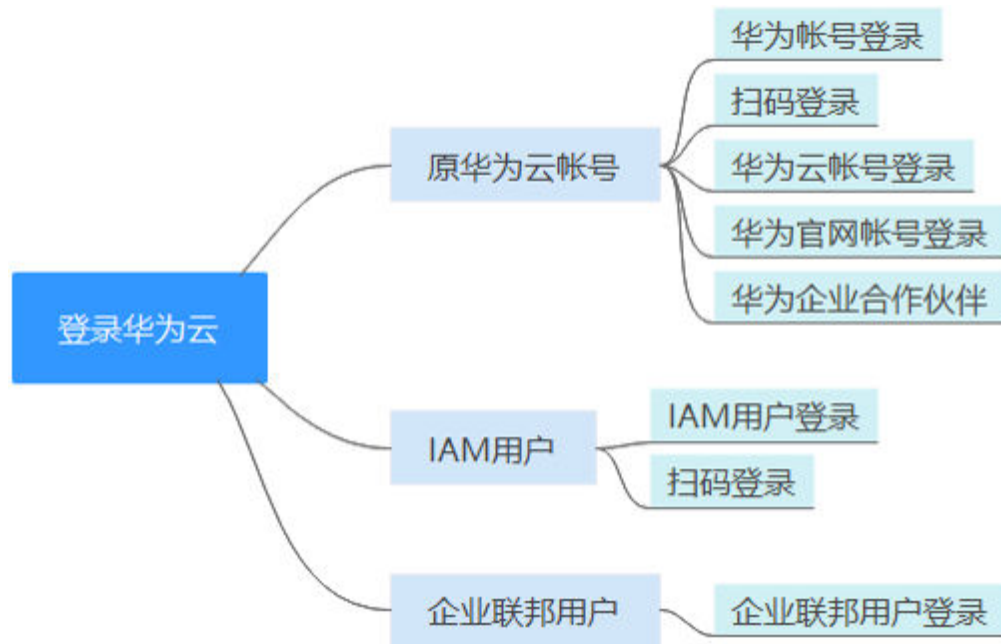 登录华为云
原华为云帐号
华为帐号登录
扫码登录
华为云帐号登录
华为官网帐号登录
华为企业合作伙伴
IAM用户
IAM用户登录
扫码登录
企业联邦用户
企业联邦用户登录